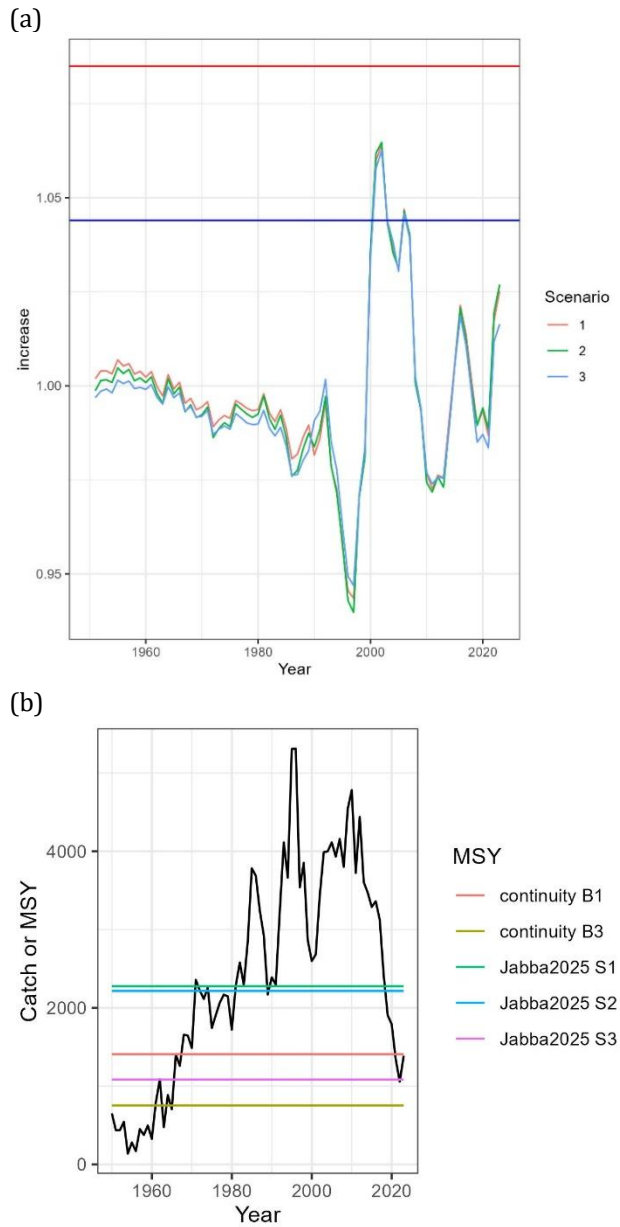 (a)
1.05
1.00
0.95
increase
1960
1980
2000
2020
Year
Scenario
1
2
3
(b)
4000
2000
0
Catch or MSY
1960
1980
2000
2020
Year
MSY
continuity B1
continuity B3
Jabba2025 S1
Jabba2025 S2
Jabba2025 S3